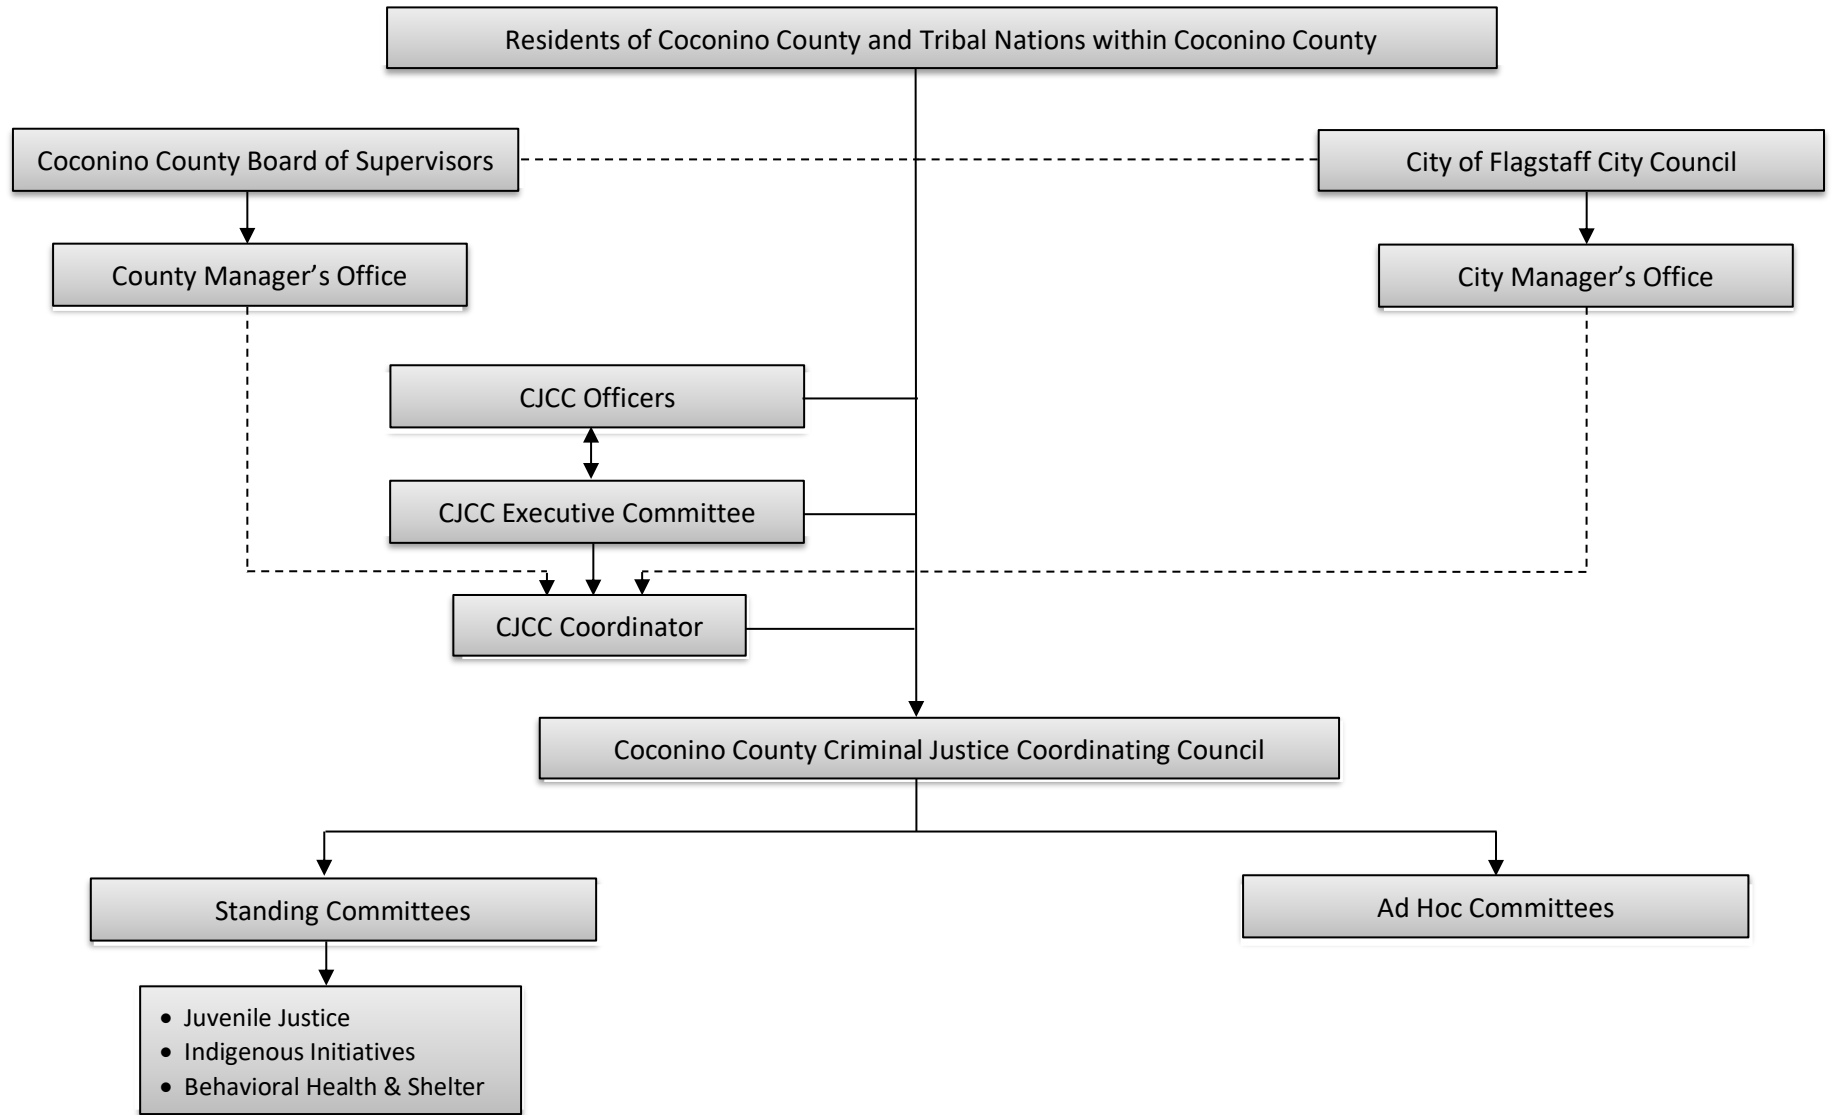 Residents of Coconino County and Tribal Nations within Coconino County
Coconino County Board of Supervisors
City of Flagstaff City Council
County Manager’s Office
City Manager’s Office
CJCC Officers
CJCC Executive Committee
CJCC Coordinator
Coconino County Criminal Justice Coordinating Council
Standing Committees
Ad Hoc Committees
• Juvenile Justice
• Indigenous Initiatives
• Behavioral Health & Shelter